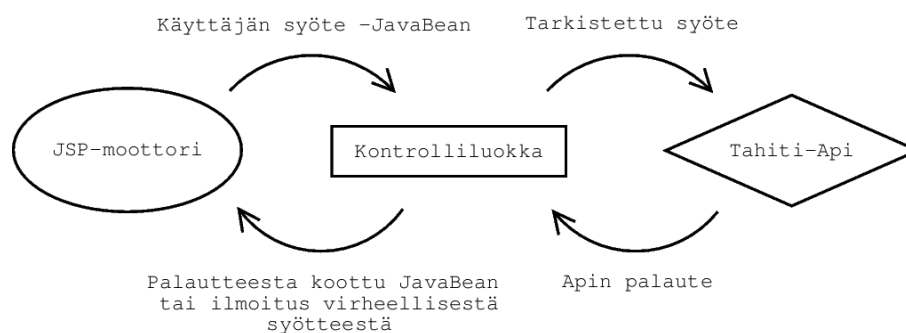 Käyttäjän syöte -JavaBean
Tarkistettu syöte
JSP-moottori
Kontrolliluokka
Tahiti-Api
Palautteesta koottu JavaBean
tai ilmoitus virheellisestä
syötteestä
Apin palaute